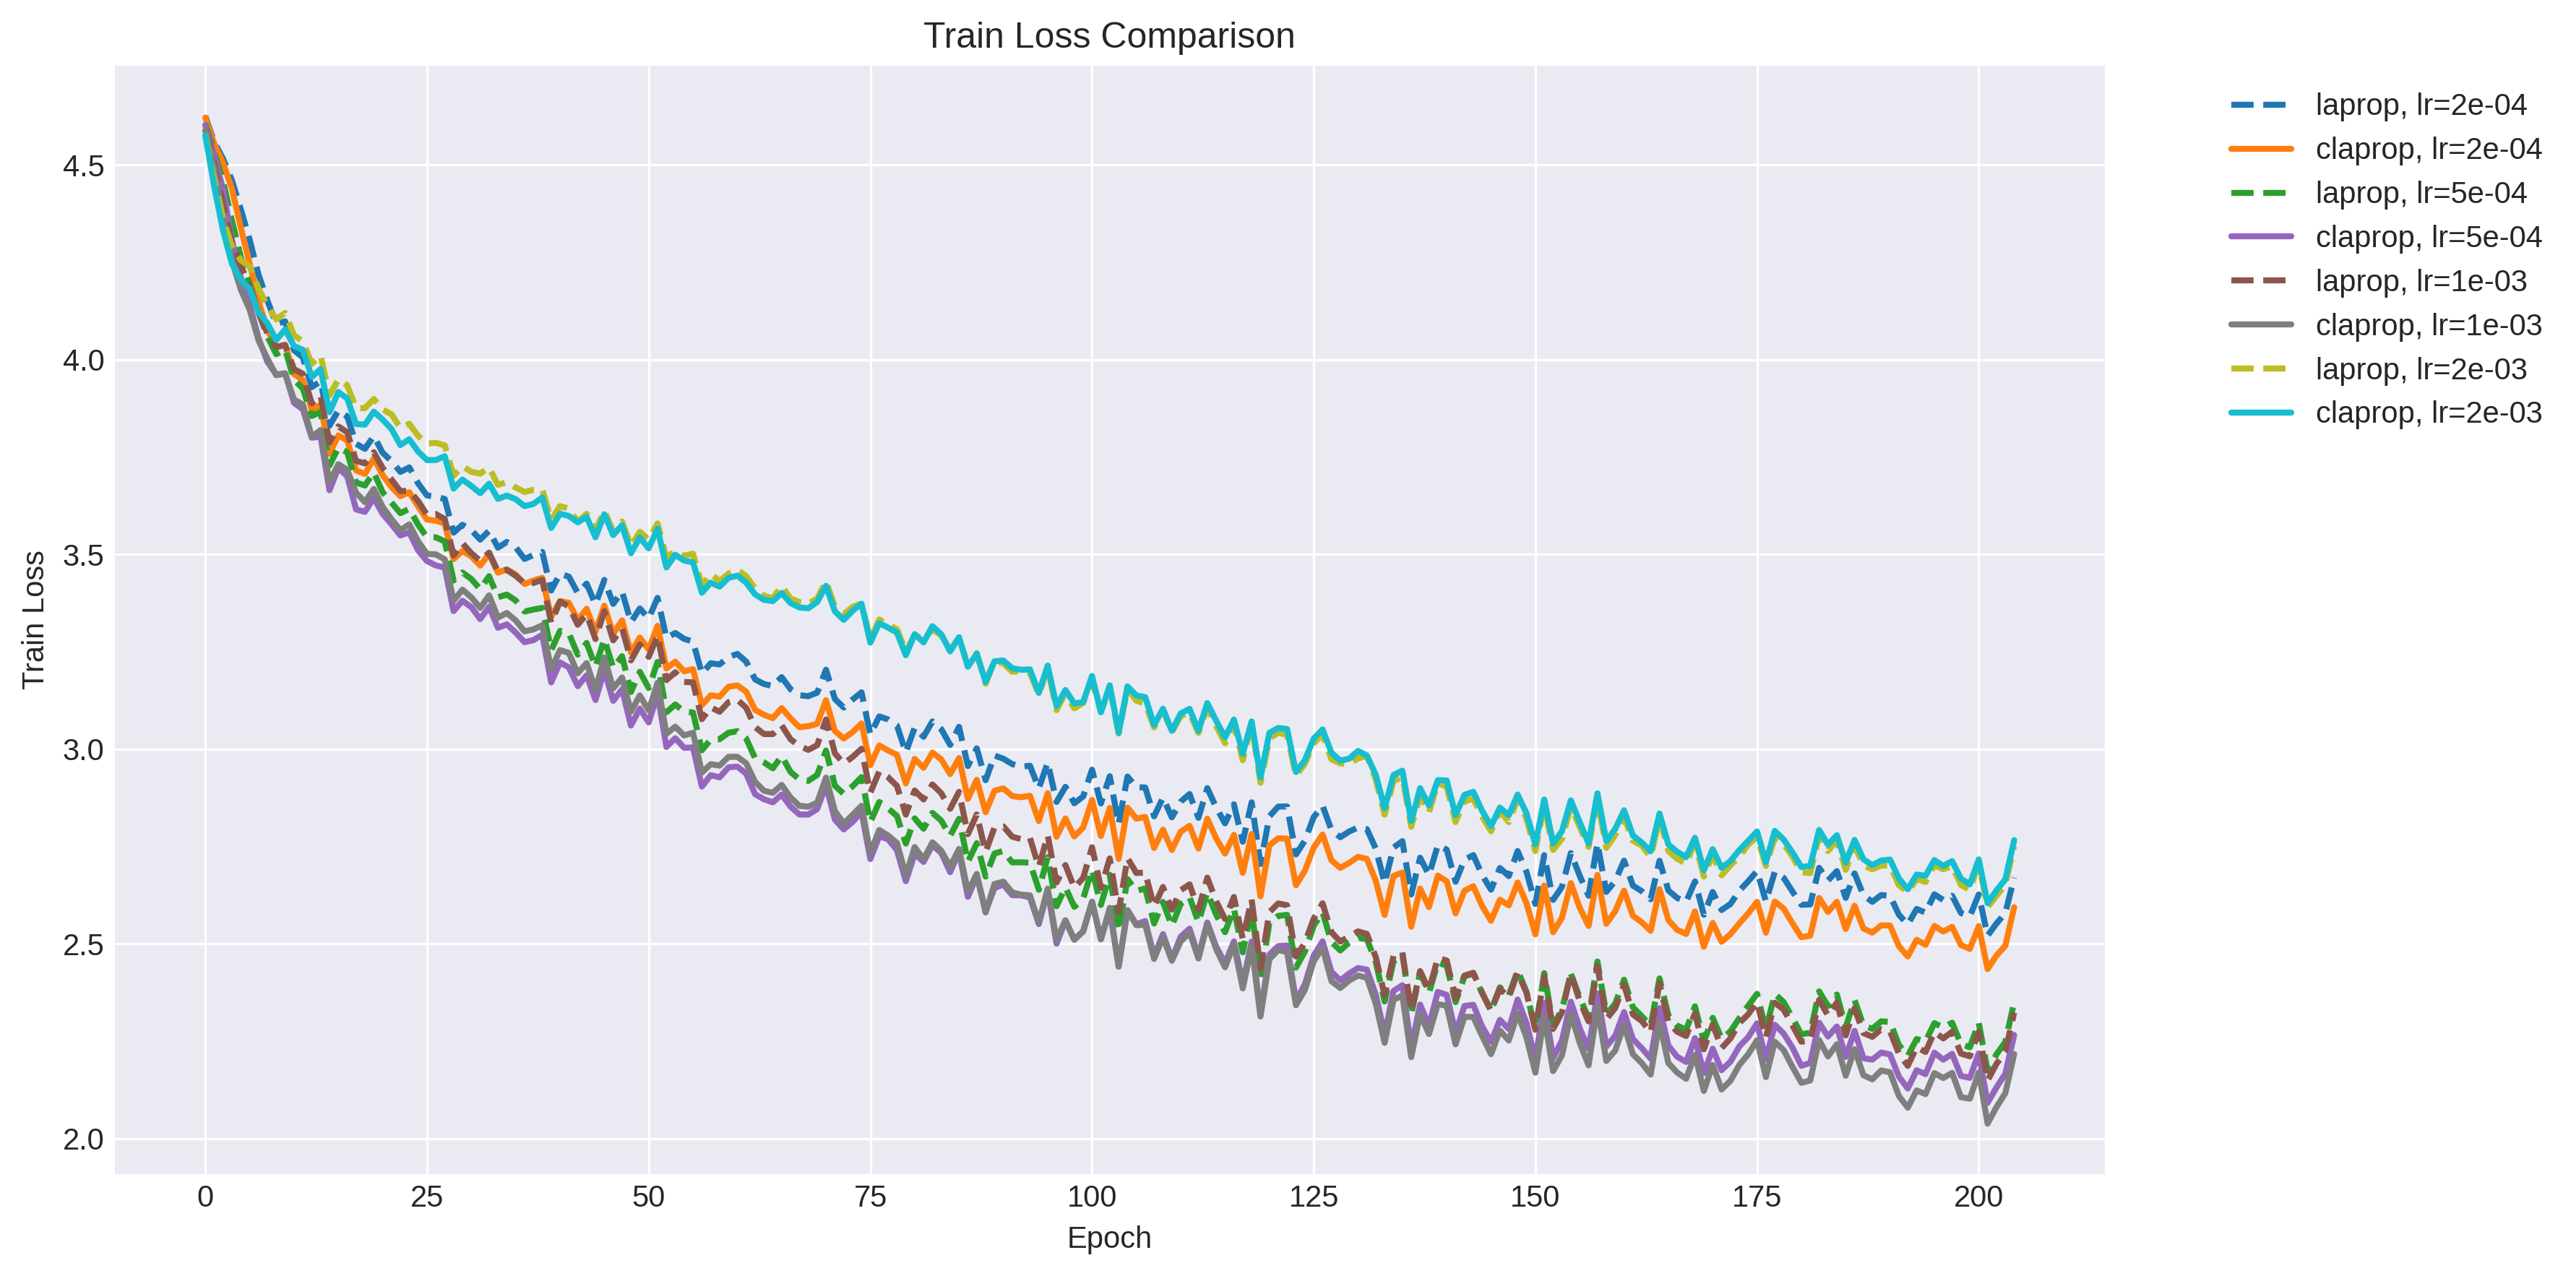 Train Loss Comparison
laprop, lr=2e-04
claprop, lr=2e-04
laprop, lr=5e-04
claprop, lr=5e-04
laprop, lr=1e-03
claprop, lr=1e-03
laprop, lr=2e-03
claprop, lr=2e-03
Train Loss
4.5
4.0
3.5
3.0
2.5
2.0
0 25 50 75 100 125 150 175 200
Epoch